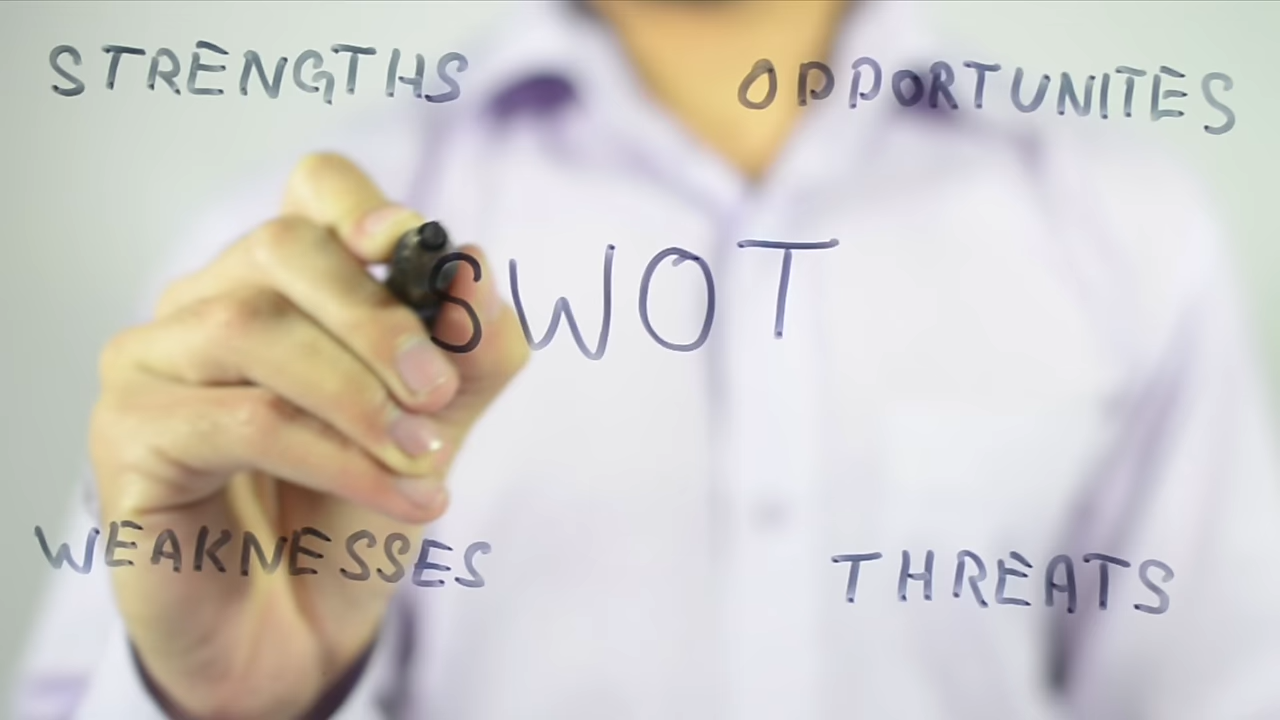 STRENGTHS
OPPORTUNITES
SWOT
WEAKNESSES
THREATS